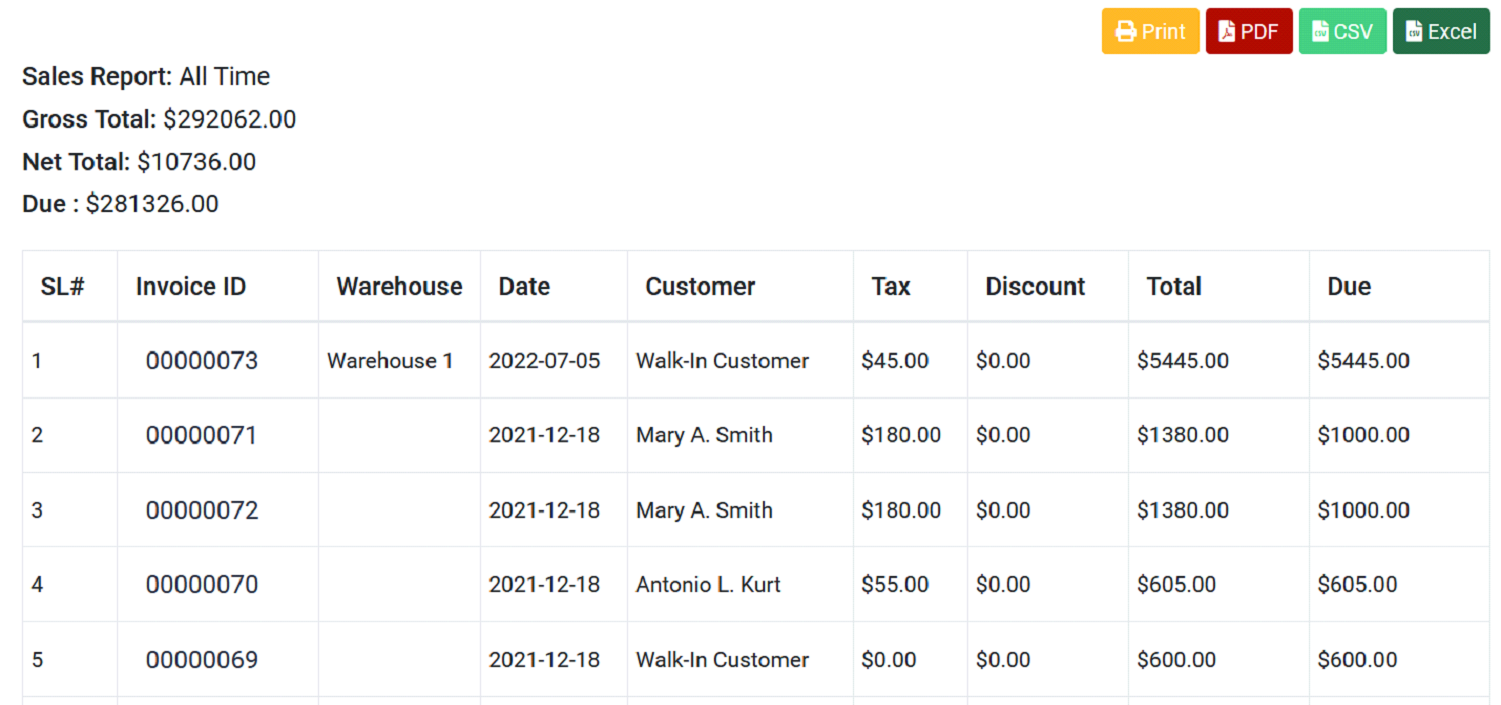 Print PDF CSV Excel
Sales Report: All Time
Gross Total: $292062.00
Net Total: $10736.00
Due : $281326.00
SL# Invoice ID Warehouse Date Customer Tax Discount Total Due
1 00000073 Warehouse 1 2022-07-05 Walk-In Customer $45.00 $0.00 $5445.00 $5445.00
2 00000071 2021-12-18 Mary A. Smith $180.00 $0.00 $1380.00 $1000.00
3 00000072 2021-12-18 Mary A. Smith $180.00 $0.00 $1380.00 $1000.00
4 00000070 2021-12-18 Antonio L. Kurt $55.00 $0.00 $605.00 $605.00
5 00000069 2021-12-18 Walk-In Customer $0.00 $0.00 $600.00 $600.00